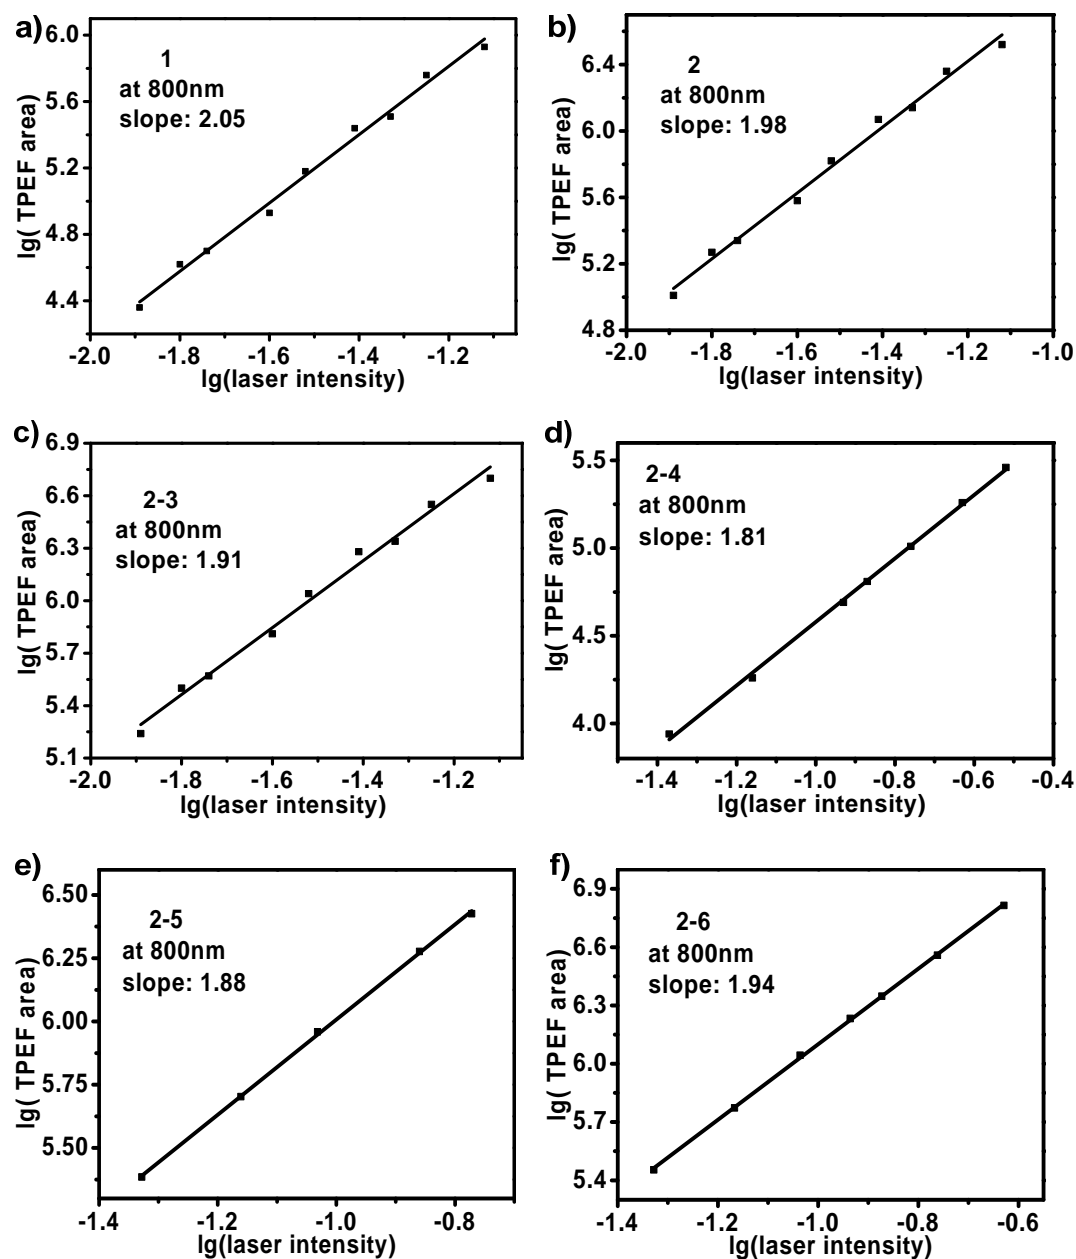 a)
1
at 800nm
slope: 2.05
lg( TPEF area)
6.0
5.6
5.2
4.8
4.4
-2.0 -1.8 -1.6 -1.4 -1.2
lg(laser intensity)
b)
2
at 800nm
slope: 1.98
lg( TPEF area)
6.4
6.0
5.6
5.2
4.8
-2.0 -1.8 -1.6 -1.4 -1.2 -1.0
lg(laser intensity)
c)
2-3
at 800nm
slope: 1.91
lg( TPEF area)
6.9
6.6
6.3
6.0
5.7
5.4
5.1
-2.0 -1.8 -1.6 -1.4 -1.2
lg(laser intensity)
d)
2-4
at 800nm
slope: 1.81
lg( TPEF area)
5.5
5.0
4.5
4.0
-1.4 -1.2 -1.0 -0.8 -0.6 -0.4
lg(laser intensity)
e)
2-5
at 800nm
slope: 1.88
lg( TPEF area)
6.50
6.25
6.00
5.75
5.50
-1.4 -1.2 -1.0 -0.8
lg(laser intensity)
f)
2-6
at 800nm
slope: 1.94
lg( TPEF area)
6.9
6.6
6.3
6.0
5.7
5.4
-1.4 -1.2 -1.0 -0.8 -0.6
lg(laser intensity)